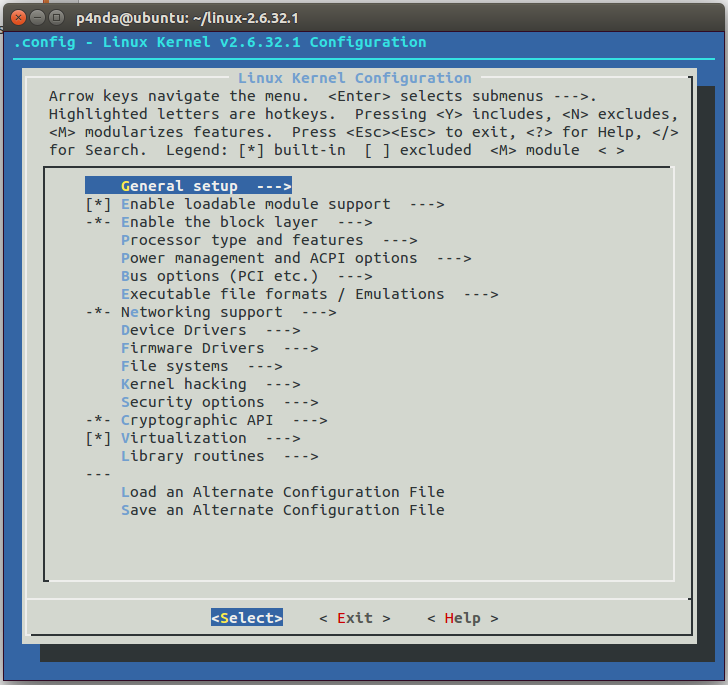 p4nda@ubuntu: ~/linux-2.6.32.1
.config - Linux Kernel v2.6.32.1 Configuration
Linux Kernel Configuration
Arrow keys navigate the menu.  <Enter> selects submenus --->.
Highlighted letters are hotkeys.  Pressing <Y> includes, <N> excludes,
<M> modularizes features.  Press <Esc><Esc> to exit, <?> for Help, </>
for Search.  Legend: [*] built-in  [ ] excluded  <M> module  < >
General setup  --->
[*] Enable loadable module support  --->
-*- Enable the block layer  --->
Processor type and features  --->
Power management and ACPI options  --->
Bus options (PCI etc.)  --->
Executable file formats / Emulations  --->
-*- Networking support  --->
Device Drivers  --->
Firmware Drivers  --->
File systems  --->
Kernel hacking  --->
Security options  --->
-*- Cryptographic API  --->
[*] Virtualization  --->
Library routines  --->
---
Load an Alternate Configuration File
Save an Alternate Configuration File
<Select>    < Exit >    < Help >